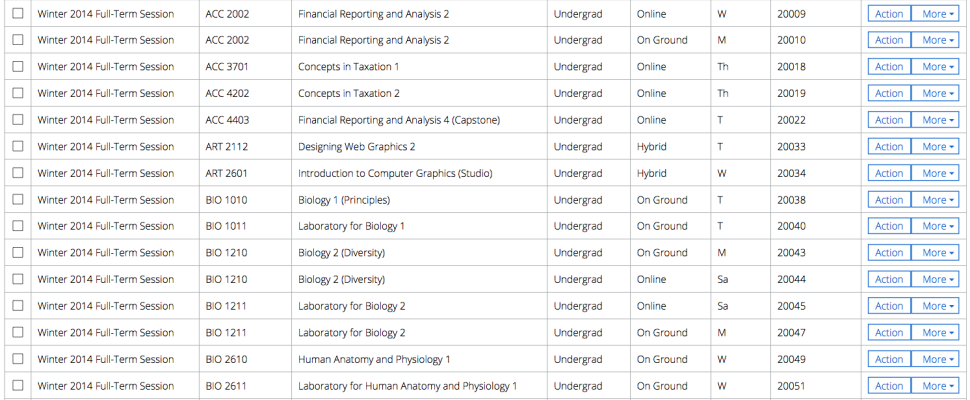 Winter 2014 Full-Term Session ACC 2002 Financial Reporting and Analysis 2 Undergrad Online W 20009 Action More
Winter 2014 Full-Term Session ACC 2002 Financial Reporting and Analysis 2 Undergrad On Ground M 20010 Action More
Winter 2014 Full-Term Session ACC 3701 Concepts in Taxation 1 Undergrad Online Th 20018 Action More
Winter 2014 Full-Term Session ACC 4202 Concepts in Taxation 2 Undergrad Online Th 20019 Action More
Winter 2014 Full-Term Session ACC 4403 Financial Reporting and Analysis 4 (Capstone) Undergrad Online T 20022 Action More
Winter 2014 Full-Term Session ART 2112 Designing Web Graphics 2 Undergrad Hybrid T 20033 Action More
Winter 2014 Full-Term Session ART 2601 Introduction to Computer Graphics (Studio) Undergrad Hybrid W 20034 Action More
Winter 2014 Full-Term Session BIO 1010 Biology 1 (Principles) Undergrad On Ground T 20038 Action More
Winter 2014 Full-Term Session BIO 1011 Laboratory for Biology 1 Undergrad On Ground T 20040 Action More
Winter 2014 Full-Term Session BIO 1210 Biology 2 (Diversity) Undergrad On Ground M 20043 Action More
Winter 2014 Full-Term Session BIO 1210 Biology 2 (Diversity) Undergrad Online Sa 20044 Action More
Winter 2014 Full-Term Session BIO 1211 Laboratory for Biology 2 Undergrad Online Sa 20045 Action More
Winter 2014 Full-Term Session BIO 1211 Laboratory for Biology 2 Undergrad On Ground M 20047 Action More
Winter 2014 Full-Term Session BIO 2610 Human Anatomy and Physiology 1 Undergrad On Ground W 20049 Action More
Winter 2014 Full-Term Session BIO 2611 Laboratory for Human Anatomy and Physiology 1 Undergrad On Ground W 20051 Action More